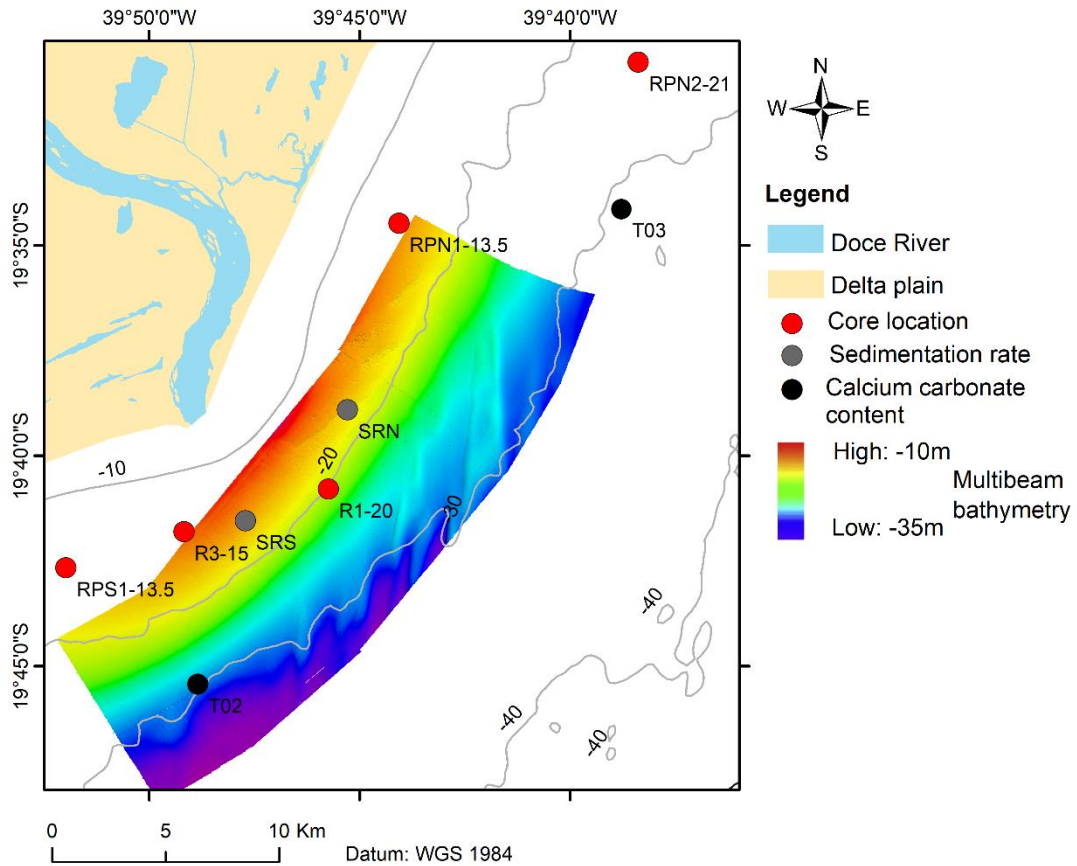 39°50'0"W
39°45'0"W
39°40'0"W
RPN2-21
N
W
E
S
Legend
T03
Doce River
19°35'0"S
RPN1-13.5
Delta plain
Core location
Sedimentation rate
Calcium carbonate
content
SRN
High: -10m
19°40'0"S
-10
-20
Multibeam
bathymetry
R1-20
-30
Low: -35m
SRS
R3-15
RPS1-13.5
-40
19°45'0"S
T02
-40
-40
0
5
10 Km
Datum: WGS 1984